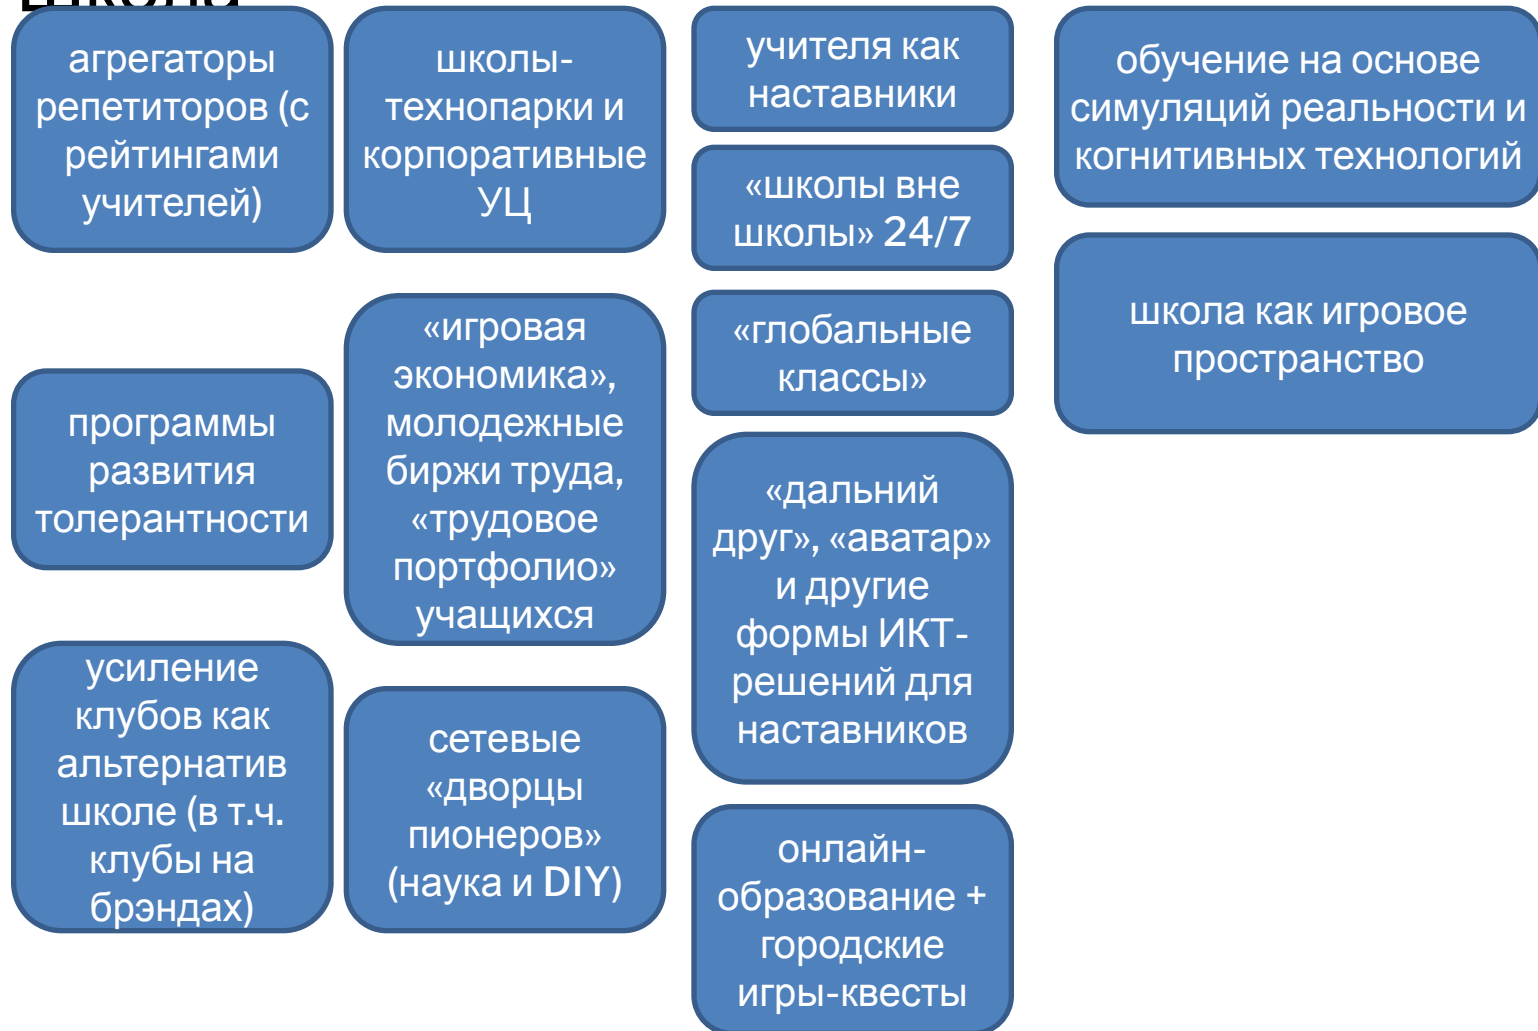 школа
агрегаторы
репетиторов (с
рейтингами
учителей)
программы
развития
толерантности
усиление
клубов как
альтернатив
школе (в т.ч.
клубы на
брэндах)
школы-
технопарки и
корпоративные
УЦ
«игровая
экономика»,
молодежные
биржи труда,
«трудовое
портфолио»
учащихся
сетевые
«дворцы
пионеров»
(наука и DIY)
учителя как
наставники
«школы вне
школы» 24/7
«глобальные
классы»
«дальний
друг», «аватар»
и другие
формы ИКТ-
решений для
наставников
онлайн-
образование +
городские
игры-квесты
обучение на основе
симуляций реальности и
когнитивных технологий
школа как игровое
пространство